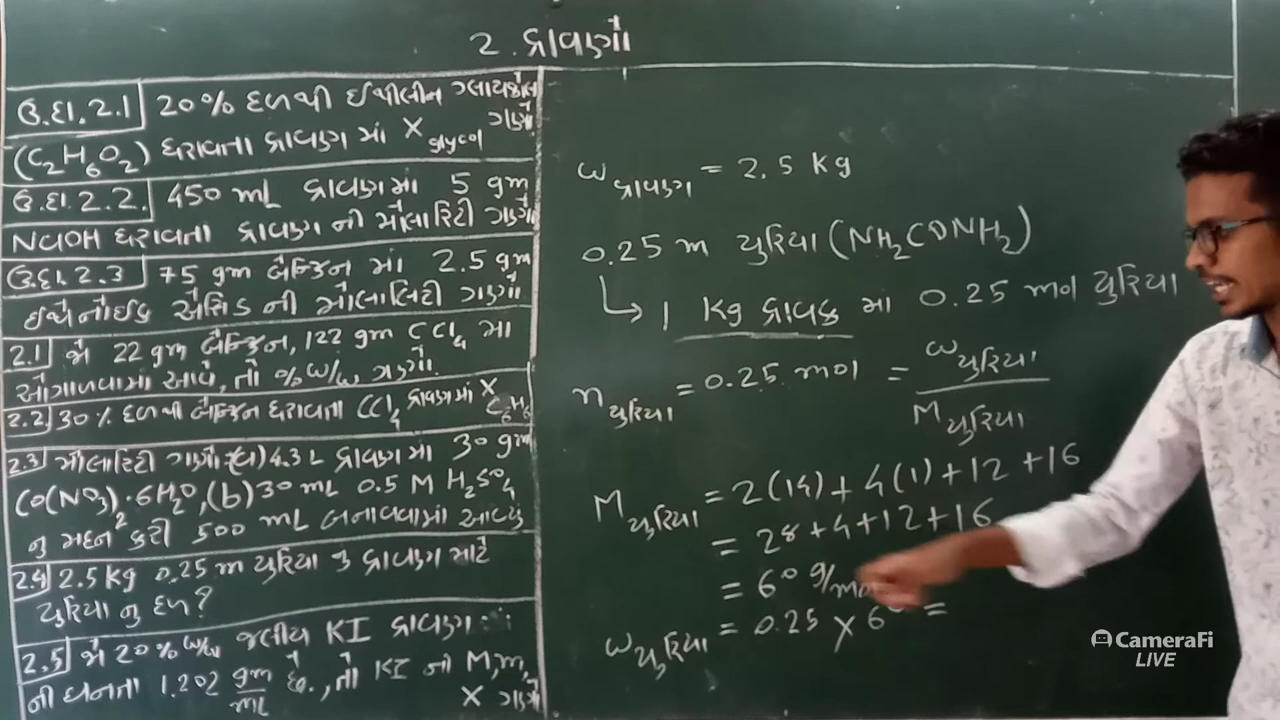 2. દ્રાવણો
ઉ.દા.2.1 20% દળથી ઈથીલીન ગ્લાયકોલ
(C₂H₆O₂) ધરાવતા દ્રાવણ માં X glycol ગણો
ઉ.દા.2.2. 450 mL દ્રાવણમાં 5 gm
NaOH ધરાવતા દ્રાવણ ની મોલારિટી ગણો
ઉ.દા.2.3 75 gm બેન્ઝિન માં 2.5 gm
ઈથેનોઈક એસિડ ની મોલાલિટી ગણો
2.1 જો 22 gm બેન્ઝિન, 122 gm CCl₄ માં
ઓગાળવામાં આવે, તો % W/W ગણો.
2.2 30% દળથી બેન્ઝિન ધરાવતા CCl₄ દ્રાવણમાં X C₆H₆
2.3 મોલારિટી ગણો 4.3 L દ્રાવણ માં 30 gm
Co(NO₃)₂·6H₂O, (b) 30 mL 0.5 M H₂SO₄
નુ મંદન કરી 500 mL બનાવવામાં આવ્યુ
2.4 2.5 kg 0.25 m યુરિયા નુ દ્રાવણ માટે
યુરિયા નુ દળ?
2.5 જો 20% W/W જલીય KI દ્રાવણ
ની ઘનતા 1.202 gm/mL છે., તો KI ની M, m,
X ગણો
w દ્રાવણ = 2.5 kg
0.25 m યુરિયા (NH₂CONH₂)
↳ 1 kg દ્રાવક માં 0.25 મોલ યુરિયા
n યુરિયા = 0.25 mol = w યુરિયા / M યુરિયા
M યુરિયા = 2(14) + 4(1) + 12 + 16
= 28 + 4 + 12 + 16
= 60 g/mol
w યુરિયા = 0.25 × 60 =
CameraFi
LIVE